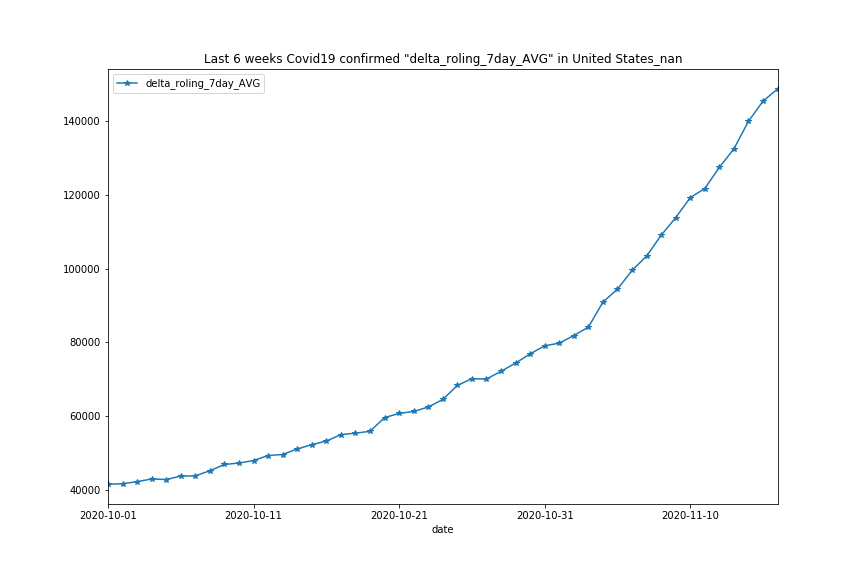 Last 6 weeks Covid19 confirmed "delta_roling_7day_AVG" in United States_nan
delta_roling_7day_AVG
140000
120000
100000
80000
60000
40000
2020-10-01 2020-10-11 2020-10-21 2020-10-31 2020-11-10
date